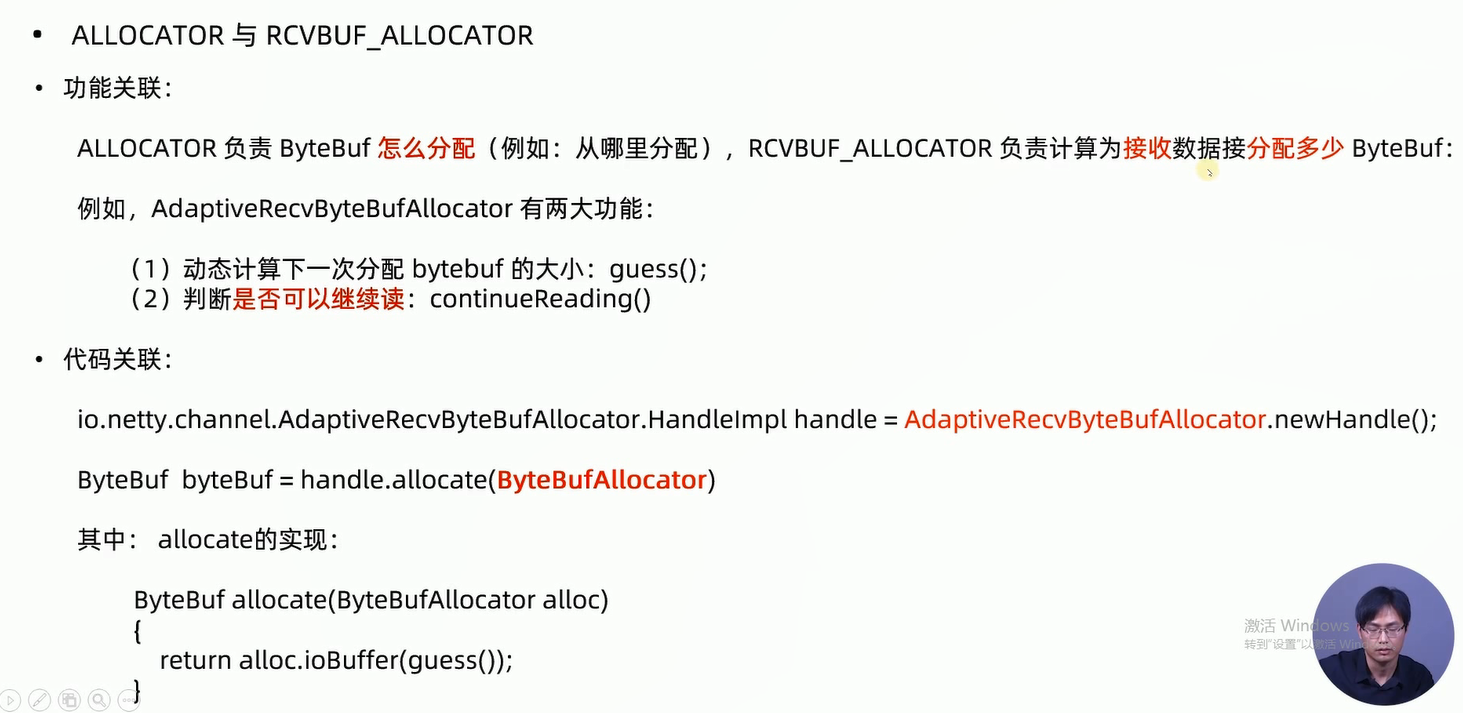 • ALLOCATOR 与 RCVBUF_ALLOCATOR
• 功能关联：
ALLOCATOR 负责 ByteBuf 怎么分配（例如：从哪里分配），RCVBUF_ALLOCATOR 负责计算为接收数据接分配多少 ByteBuf：
例如，AdaptiveRecvByteBufAllocator 有两大功能：
（1）动态计算下一次分配 bytebuf 的大小：guess();
（2）判断是否可以继续读：continueReading()
• 代码关联：
io.netty.channel.AdaptiveRecvByteBufAllocator.HandleImpl handle = AdaptiveRecvByteBufAllocator.newHandle();
ByteBuf byteBuf = handle.allocate(ByteBufAllocator)
其中： allocate的实现：
ByteBuf allocate(ByteBufAllocator alloc)
{
return alloc.ioBuffer(guess());
}
激活 Windows
转到"设置"以激活 Win